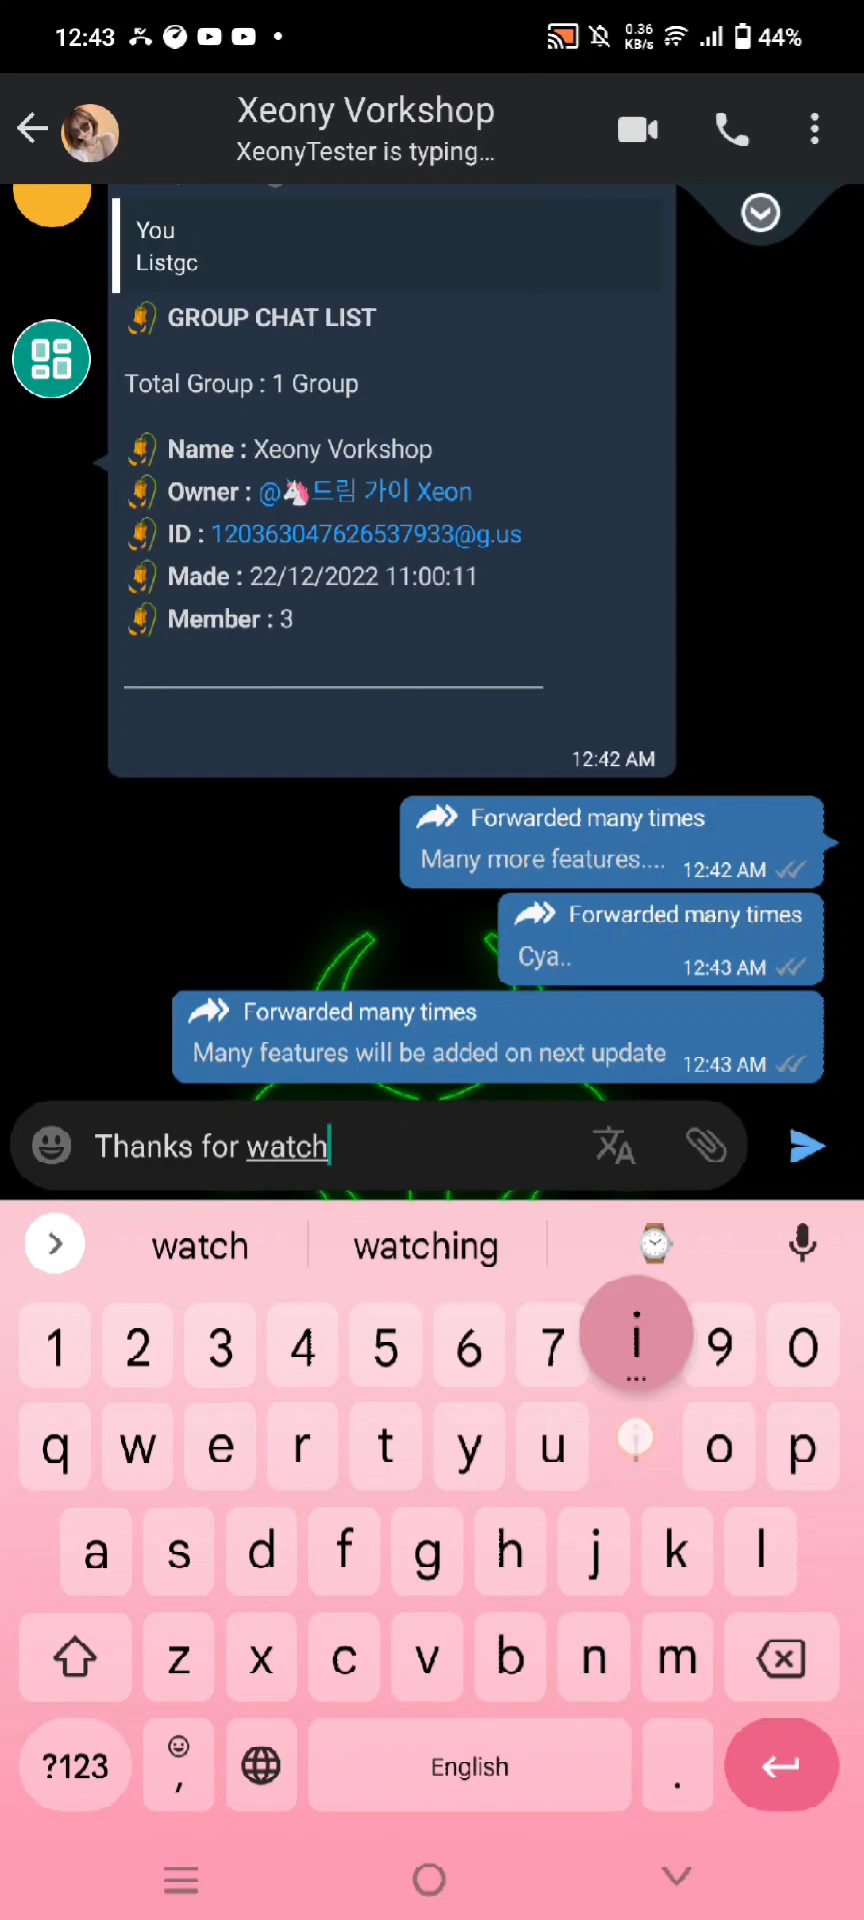 12:43
0.36
KB/s
44%
Xeony Vorkshop
XeonyTester is typing...
You
Listgc
GROUP CHAT LIST
Total Group : 1 Group
Name : Xeony Vorkshop
Owner : @🦄드림 가이 Xeon
ID : 120363047626537933@g.us
Made : 22/12/2022 11:00:11
Member : 3
12:42 AM
Forwarded many times
Many more features.... 12:42 AM
Forwarded many times
Cya.. 12:43 AM
Forwarded many times
Many features will be added on next update 12:43 AM
Thanks for watch
watch watching ⌚
1 2 3 4 5 6 7 i 9 0
q w e r t y u i o p
a s d f g h j k l
z x c v b n m
?123 , English .